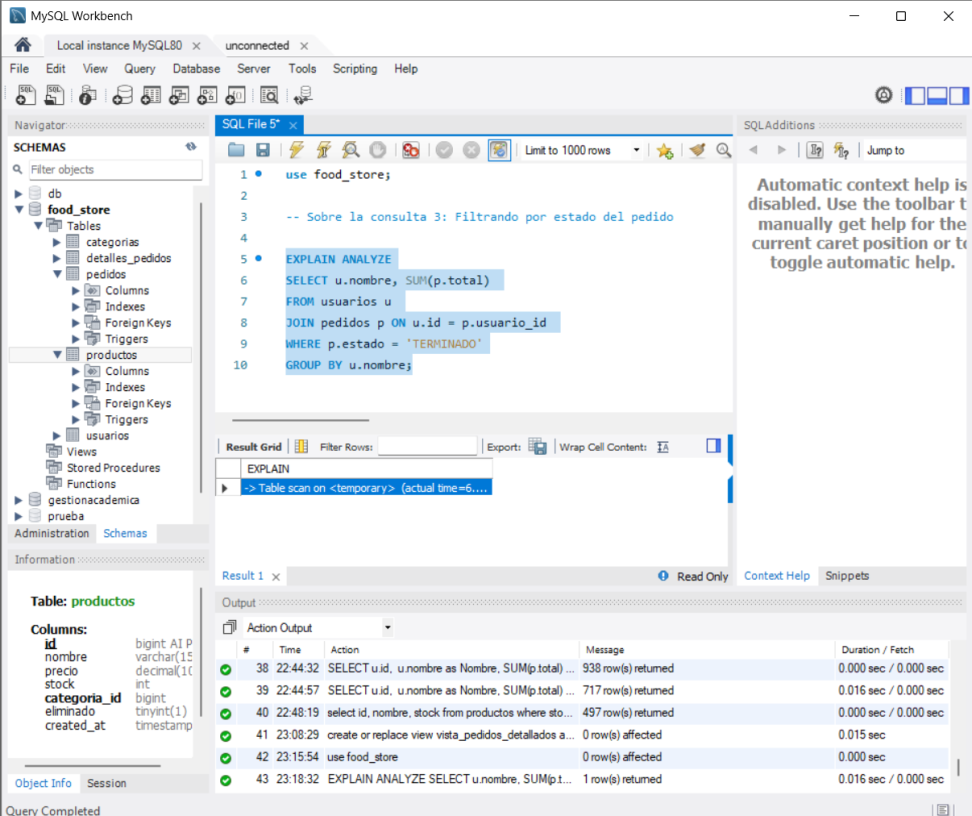 MySQL Workbench
Local instance MySQL80
unconnected
File Edit View Query Database Server Tools Scripting Help
Navigator
SCHEMAS
Filter objects
db
food_store
Tables
categorias
detalles_pedidos
pedidos
Columns
Indexes
Foreign Keys
Triggers
productos
Columns
Indexes
Foreign Keys
Triggers
usuarios
Views
Stored Procedures
Functions
gestionacademica
prueba
Administration Schemas
Information
Table: productos
Columns:
id bigint AI P
nombre varchar(15
precio decimal(10
stock int
categoria_id bigint
eliminado tinyint(1)
created_at timestamp
Object Info Session
Query Completed
SQL File 5*
Limit to 1000 rows
1 use food_store;
2
3 -- Sobre la consulta 3: Filtrando por estado del pedido
4
5 EXPLAIN ANALYZE
6 SELECT u.nombre, SUM(p.total)
7 FROM usuarios u
8 JOIN pedidos p ON u.id = p.usuario_id
9 WHERE p.estado = 'TERMINADO'
10 GROUP BY u.nombre;
Result Grid Filter Rows: Export: Wrap Cell Content:
EXPLAIN
-> Table scan on <temporary> (actual time=6....
Result 1
Read Only
SQLAdditions
Jump to
Automatic context help is
disabled. Use the toolbar t
manually get help for the
current caret position or to
toggle automatic help.
Context Help Snippets
Output
Action Output
# Time Action Message Duration / Fetch
38 22:44:32 SELECT u.id, u.nombre as Nombre, SUM(p.total) ... 938 row(s) returned 0.000 sec / 0.000 sec
39 22:44:57 SELECT u.id, u.nombre as Nombre, SUM(p.total) ... 717 row(s) returned 0.016 sec / 0.000 sec
40 22:48:19 select id, nombre, stock from productos where sto... 497 row(s) returned 0.000 sec / 0.000 sec
41 23:08:29 create or replace view vista_pedidos_detallados a... 0 row(s) affected 0.015 sec
42 23:15:54 use food_store 0 row(s) affected 0.000 sec
43 23:18:32 EXPLAIN ANALYZE SELECT u.nombre, SUM(p.t... 1 row(s) returned 0.016 sec / 0.000 sec